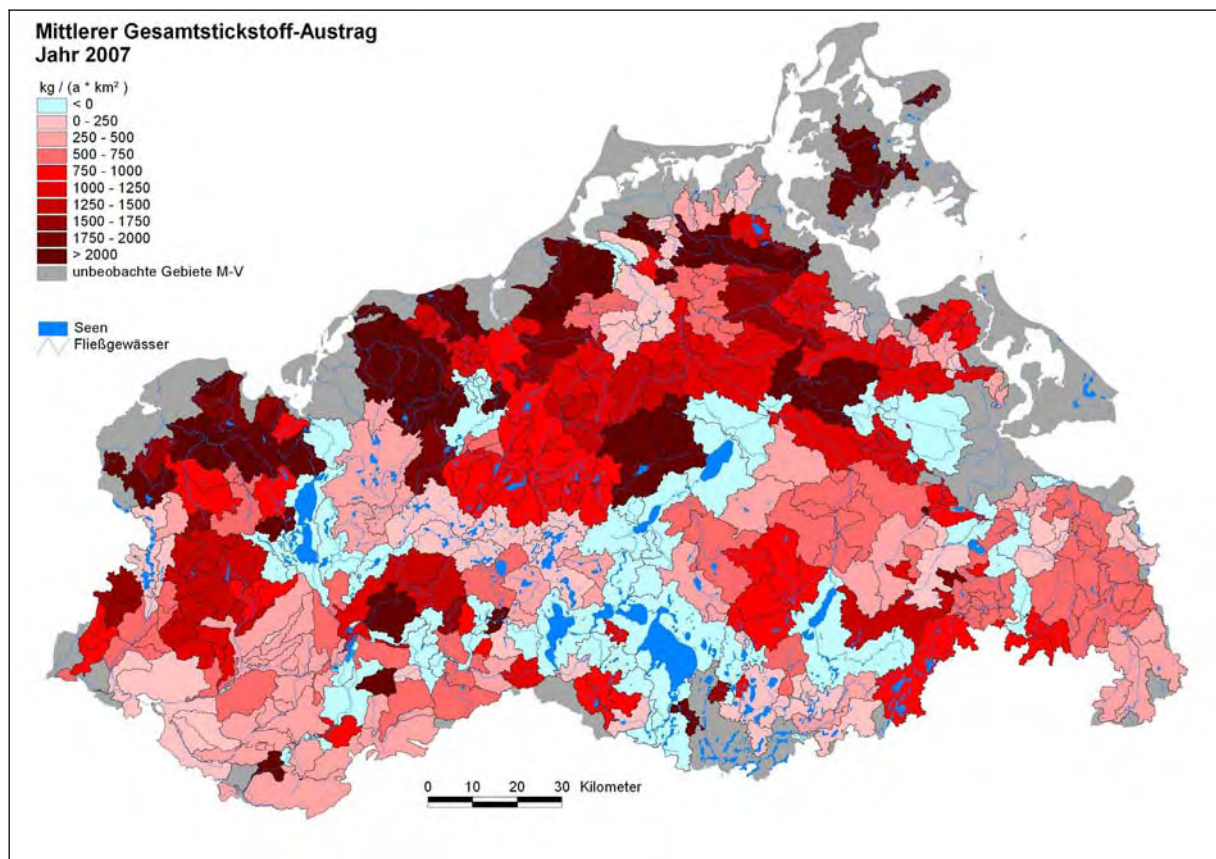 Mittlerer Gesamtstickstoff-Austrag
Jahr 2007
kg / (a * km² )
< 0
0 - 250
250 - 500
500 - 750
750 - 1000
1000 - 1250
1250 - 1500
1500 - 1750
1750 - 2000
> 2000
unbeobachte Gebiete M-V
Seen
Fließgewässer
0 10 20 30 Kilometer